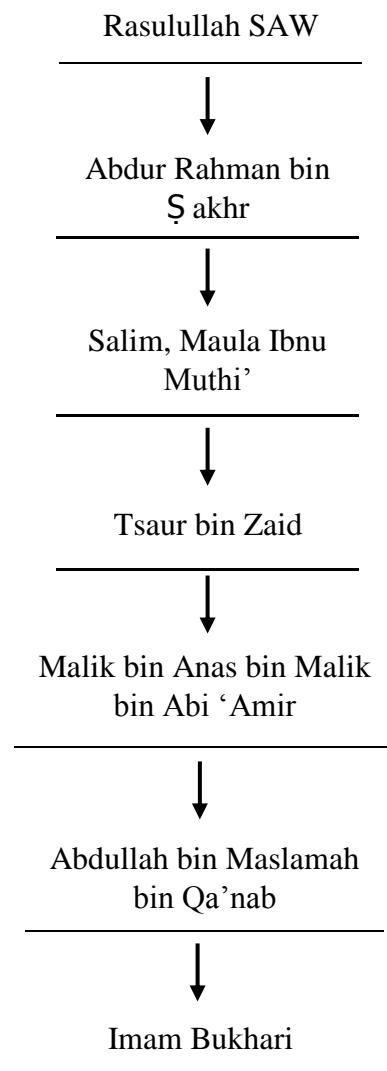 Rasulullah SAW
Abdur Rahman bin
Ṣ akhr
Salim, Maula Ibnu
Muthi’
Tsaur bin Zaid
Malik bin Anas bin Malik
bin Abi ‘Amir
Abdullah bin Maslamah
bin Qa’nab
Imam Bukhari